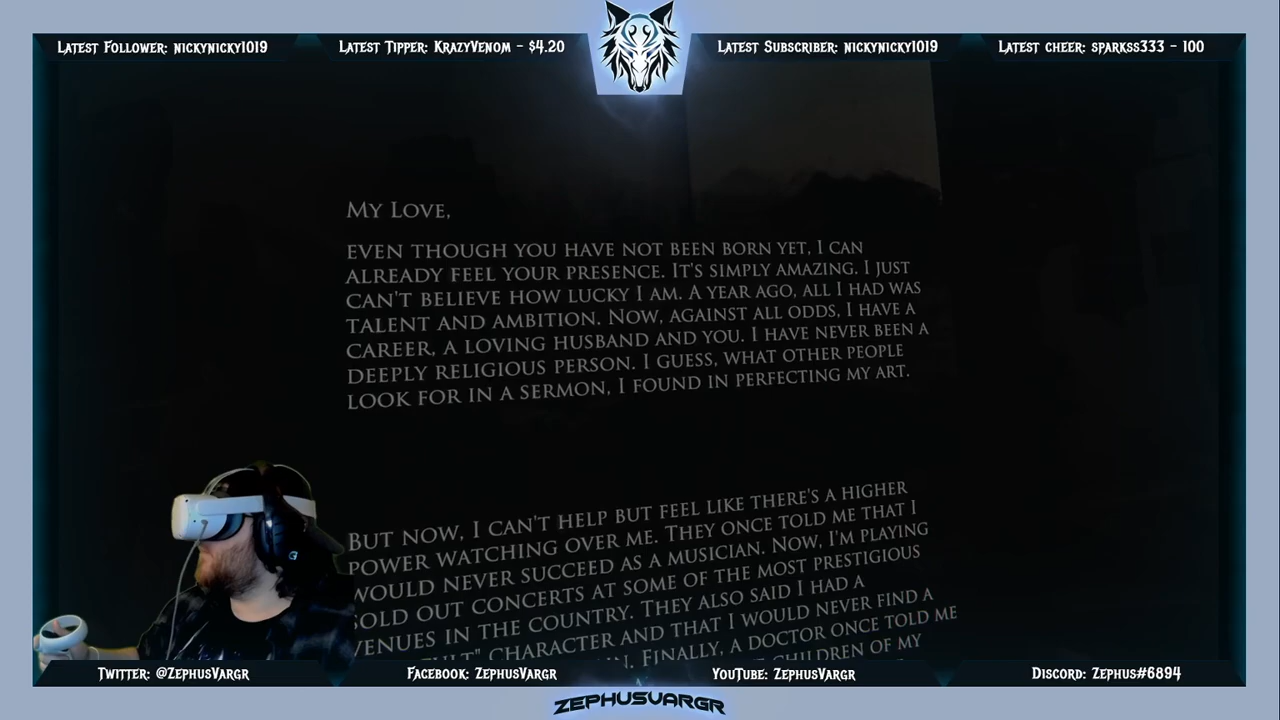 Latest Follower: nickynicky1019
Latest Tipper: KrazyVenom - $4.20
Latest Subscriber: nickynicky1019
Latest cheer: sparkss333 - 100
My Love,
even though you have not been born yet, I can
already feel your presence. It's simply amazing. I just
can't believe how lucky I am. A year ago, all I had was
talent and ambition. Now, against all odds, I have a
career, a loving husband and you. I have never been a
deeply religious person. I guess, what other people
look for in a sermon, I found in perfecting my art.
But now, I can't help but feel like there's a higher
power watching over me. They once told me that I
would never succeed as a musician. Now, I'm playing
sold out concerts at some of the most prestigious
venues in the country. They also said I had a
character and that I would never find a
Finally, a doctor once told me
children of my
Twitter: @ZephusVargr
Facebook: ZephusVargr
YouTube: ZephusVargr
Discord: Zephus#6894
ZEPHUSVARGR